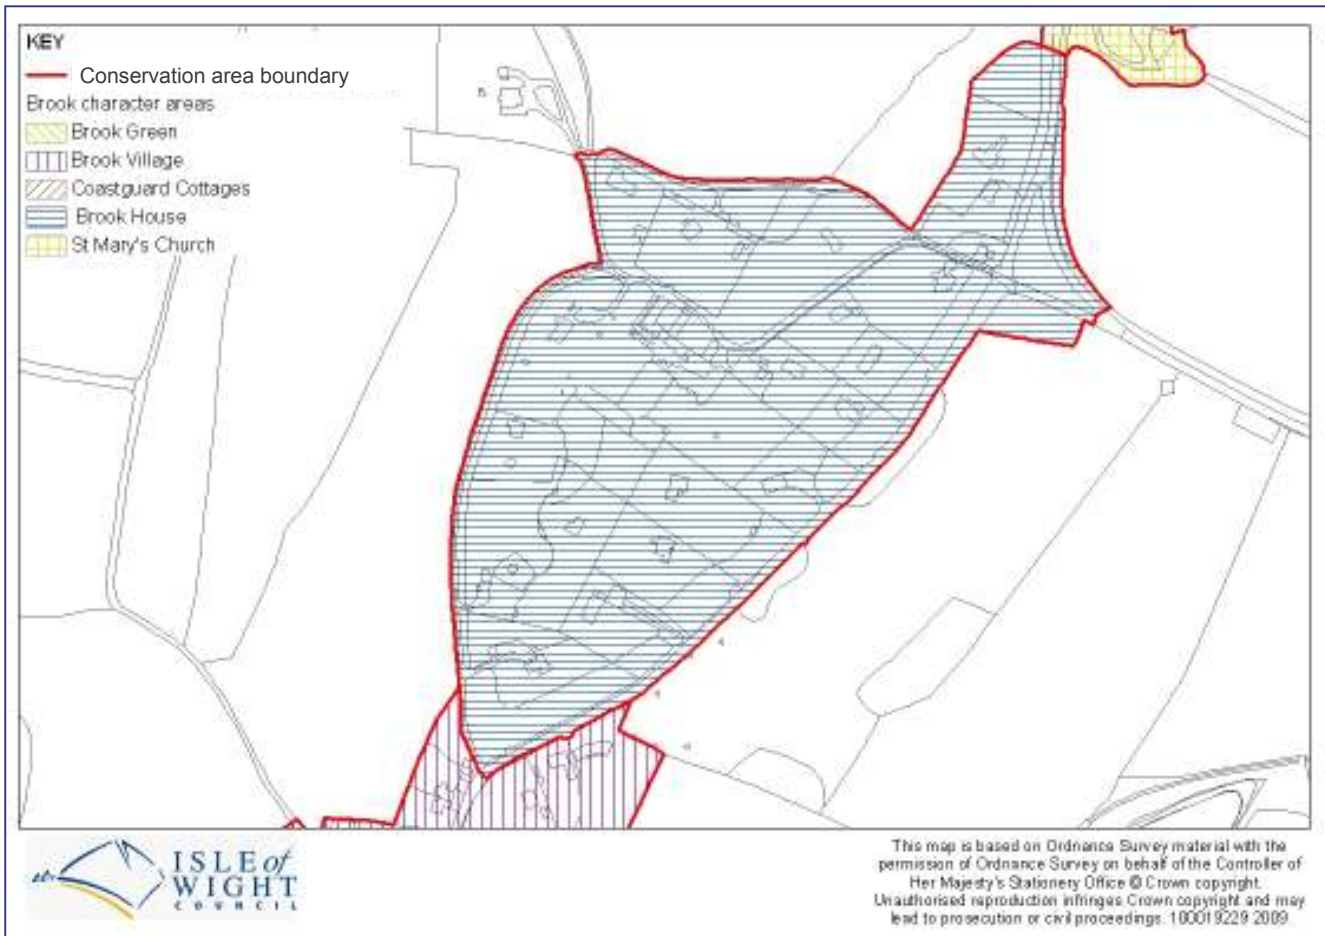 KEY
Conservation area boundary
Brook character areas
Brook Green
Brook Village
Coastguard Cottages
Brook House
St Mary's Church
ISLE of
WIGHT
COUNCIL
This map is based on Ordnance Survey material with the
permission of Ordnance Survey on behalf of the Controller of
Her Majesty's Stationery Office © Crown copyright.
Unauthorised reproduction infringes Crown copyright and may
lead to prosecution or civil proceedings. 100019229 2009